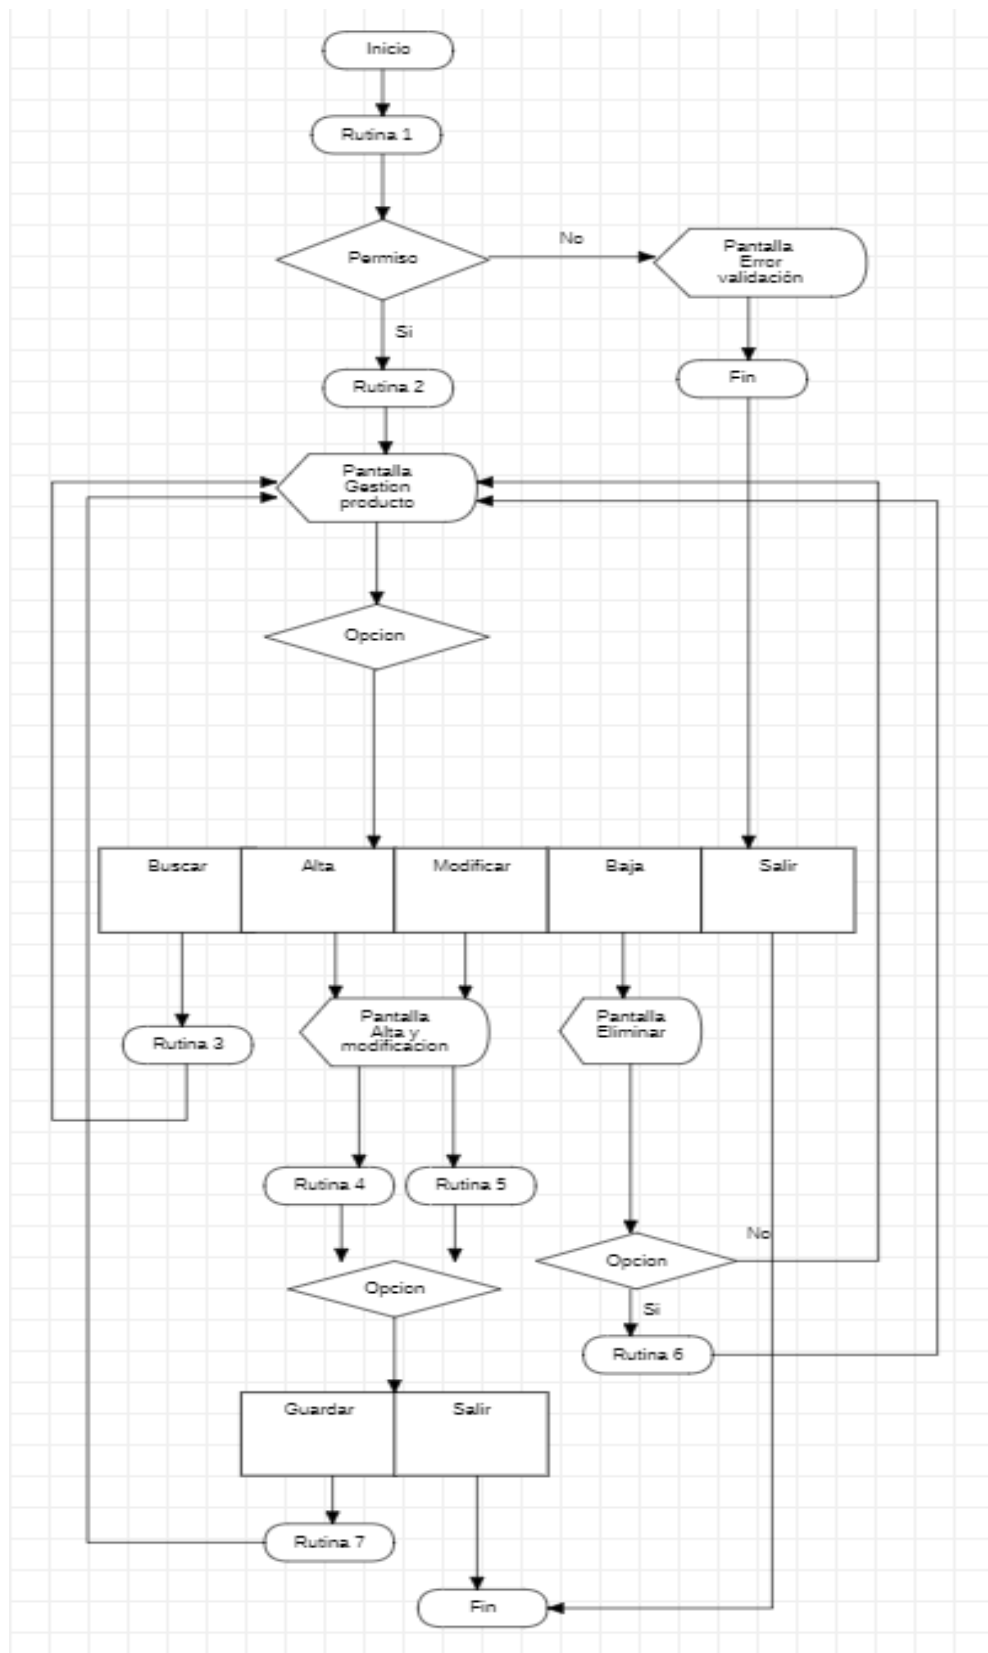 Inicio
Rutina 1
Permiso
No
Pantalla
Error
validación
Si
Rutina 2
Fin
Pantalla
Gestion
producto
Opcion
Buscar
Alta
Modificar
Baja
Salir
Pantalla
Alta y
modificacion
Pantalla
Eliminar
Rutina 3
Rutina 4
Rutina 5
No
Opcion
Opcion
Si
Rutina 6
Guardar
Salir
Rutina 7
Fin